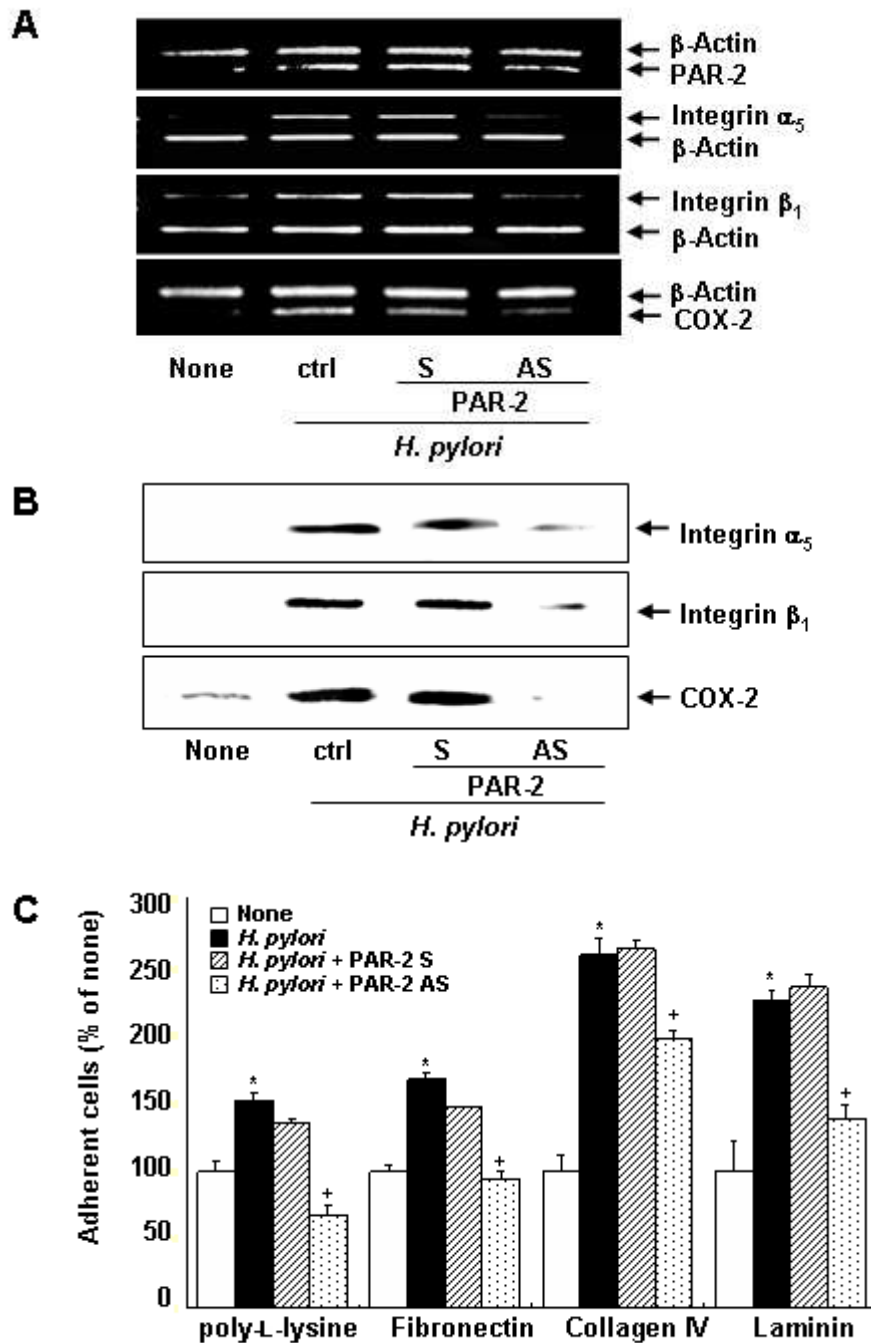 A
β-Actin
PAR-2
Integrin α5
β-Actin
Integrin β1
β-Actin
β-Actin
COX-2
None ctrl S AS
PAR-2
H. pylori
B
Integrin α5
Integrin β1
COX-2
None ctrl S AS
PAR-2
H. pylori
C
Adherent cells (% of none)
300
250
200
150
100
50
0
None
H. pylori
H. pylori + PAR-2 S
H. pylori + PAR-2 AS
* + * + * + * +
poly-L-lysine Fibronectin Collagen IV Laminin